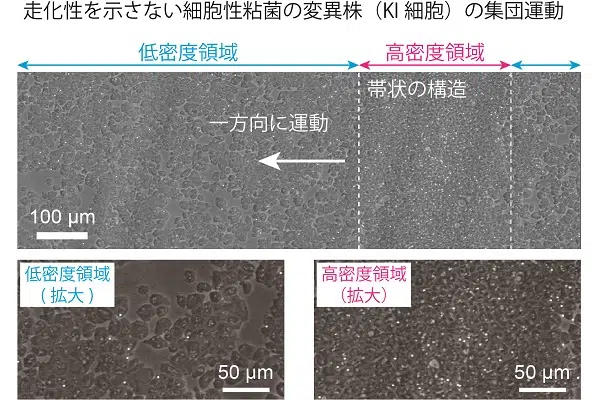 走化性を示さない細胞性粘菌の変異株（KI 細胞）の集団運動
低密度領域
高密度領域
帯状の構造
一方向に運動
100 μm
低密度領域
( 拡大 )
50 μm
高密度領域
（拡大）
50 μm